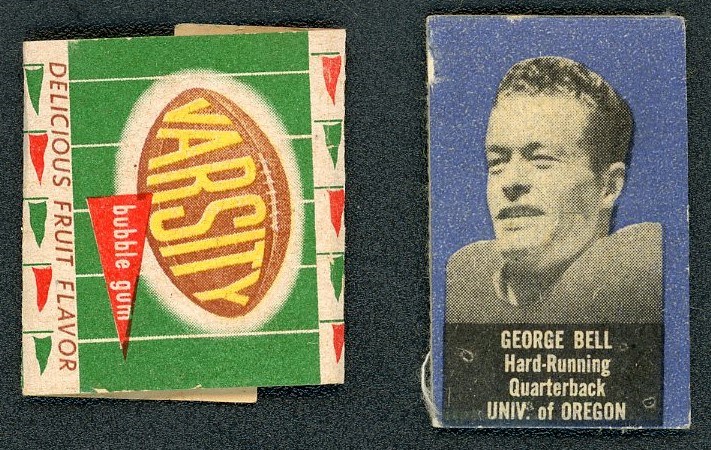 DELICIOUS FRUIT FLAVOR
VARSITY
bubble gum
GEORGE BELL
Hard-Running
Quarterback
UNIV. of OREGON